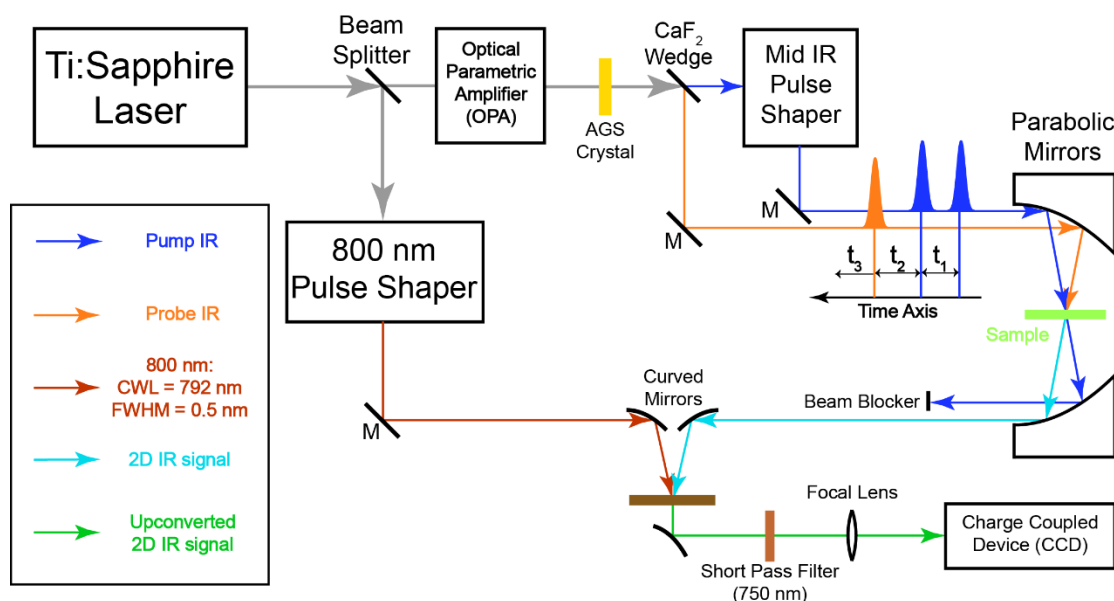 Ti:Sapphire
Laser
Beam
Splitter
Optical
Parametric
Amplifier
(OPA)
AGS
Crystal
CaF₂
Wedge
Mid IR
Pulse
Shaper
Parabolic
Mirrors
M
M
t₃
t₂
t₁
Time Axis
Sample
Pump IR
Probe IR
800 nm:
CWL = 792 nm
FWHM = 0.5 nm
2D IR signal
Upconverted
2D IR signal
800 nm
Pulse Shaper
M
Curved
Mirrors
Beam Blocker
Focal Lens
Short Pass Filter
(750 nm)
Charge Coupled
Device (CCD)